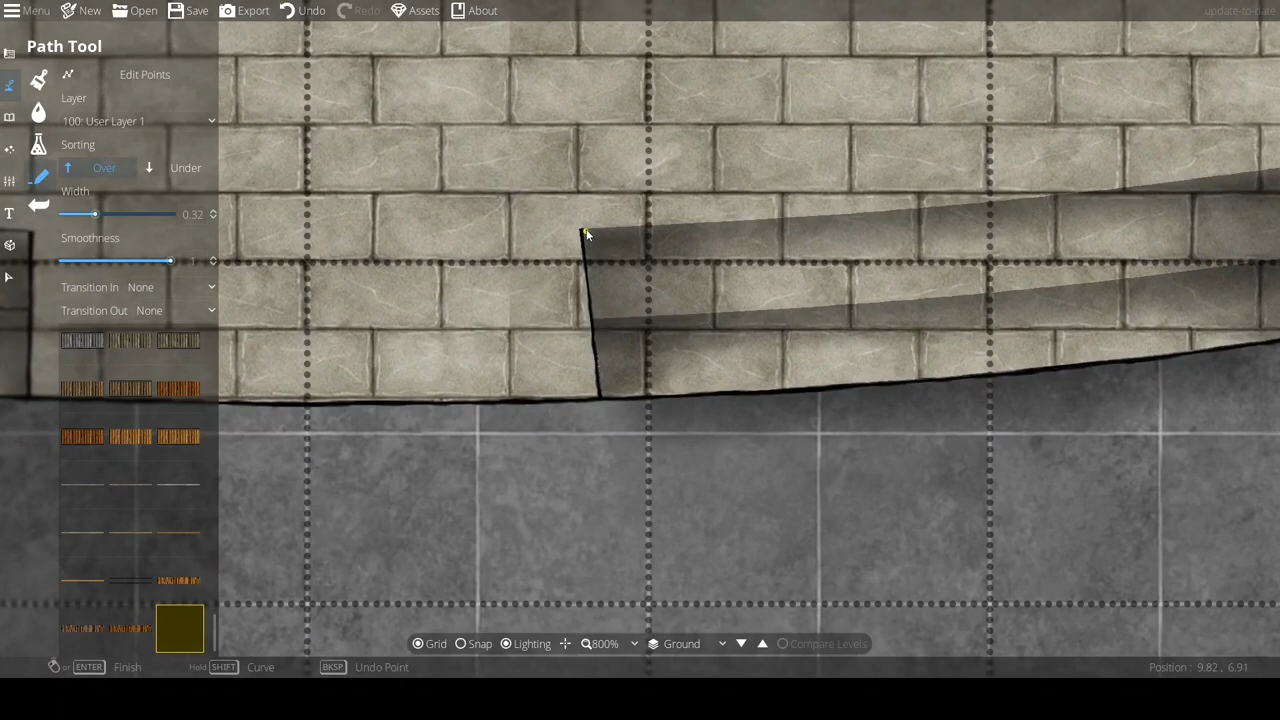 Menu New Open Save Export Undo Redo Assets About update-to-date
Path Tool
Edit Points
Layer
100: User Layer 1
Sorting
Over Under
Width
0.32
Smoothness
1
Transition In None
Transition Out None
Grid Snap Lighting 800% Ground Compare Levels
or ENTER Finish Hold SHIFT Curve BKSP Undo Point Position : 9.82, 6.91